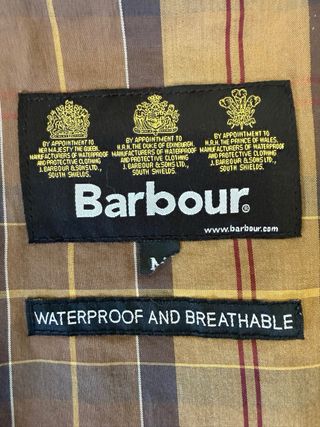 BY APPOINTMENT TO
HER MAJESTY THE QUEEN
MANUFACTURERS OF WATERPROOF
AND PROTECTIVE CLOTHING
J. BARBOUR & SONS LTD.,
SOUTH SHIELDS.
BY APPOINTMENT TO
H.R.H. THE DUKE OF EDINBURGH,
MANUFACTURERS OF WATERPROOF
AND PROTECTIVE CLOTHING
J. BARBOUR & SONS LTD.,
SOUTH SHIELDS.
BY APPOINTMENT TO
H.R.H. THE PRINCE OF WALES,
MANUFACTURERS OF WATERPROOF
AND PROTECTIVE CLOTHING
J. BARBOUR & SONS LTD.,
SOUTH SHIELDS.
Barbour®
www.barbour.com
M
WATERPROOF AND BREATHABLE